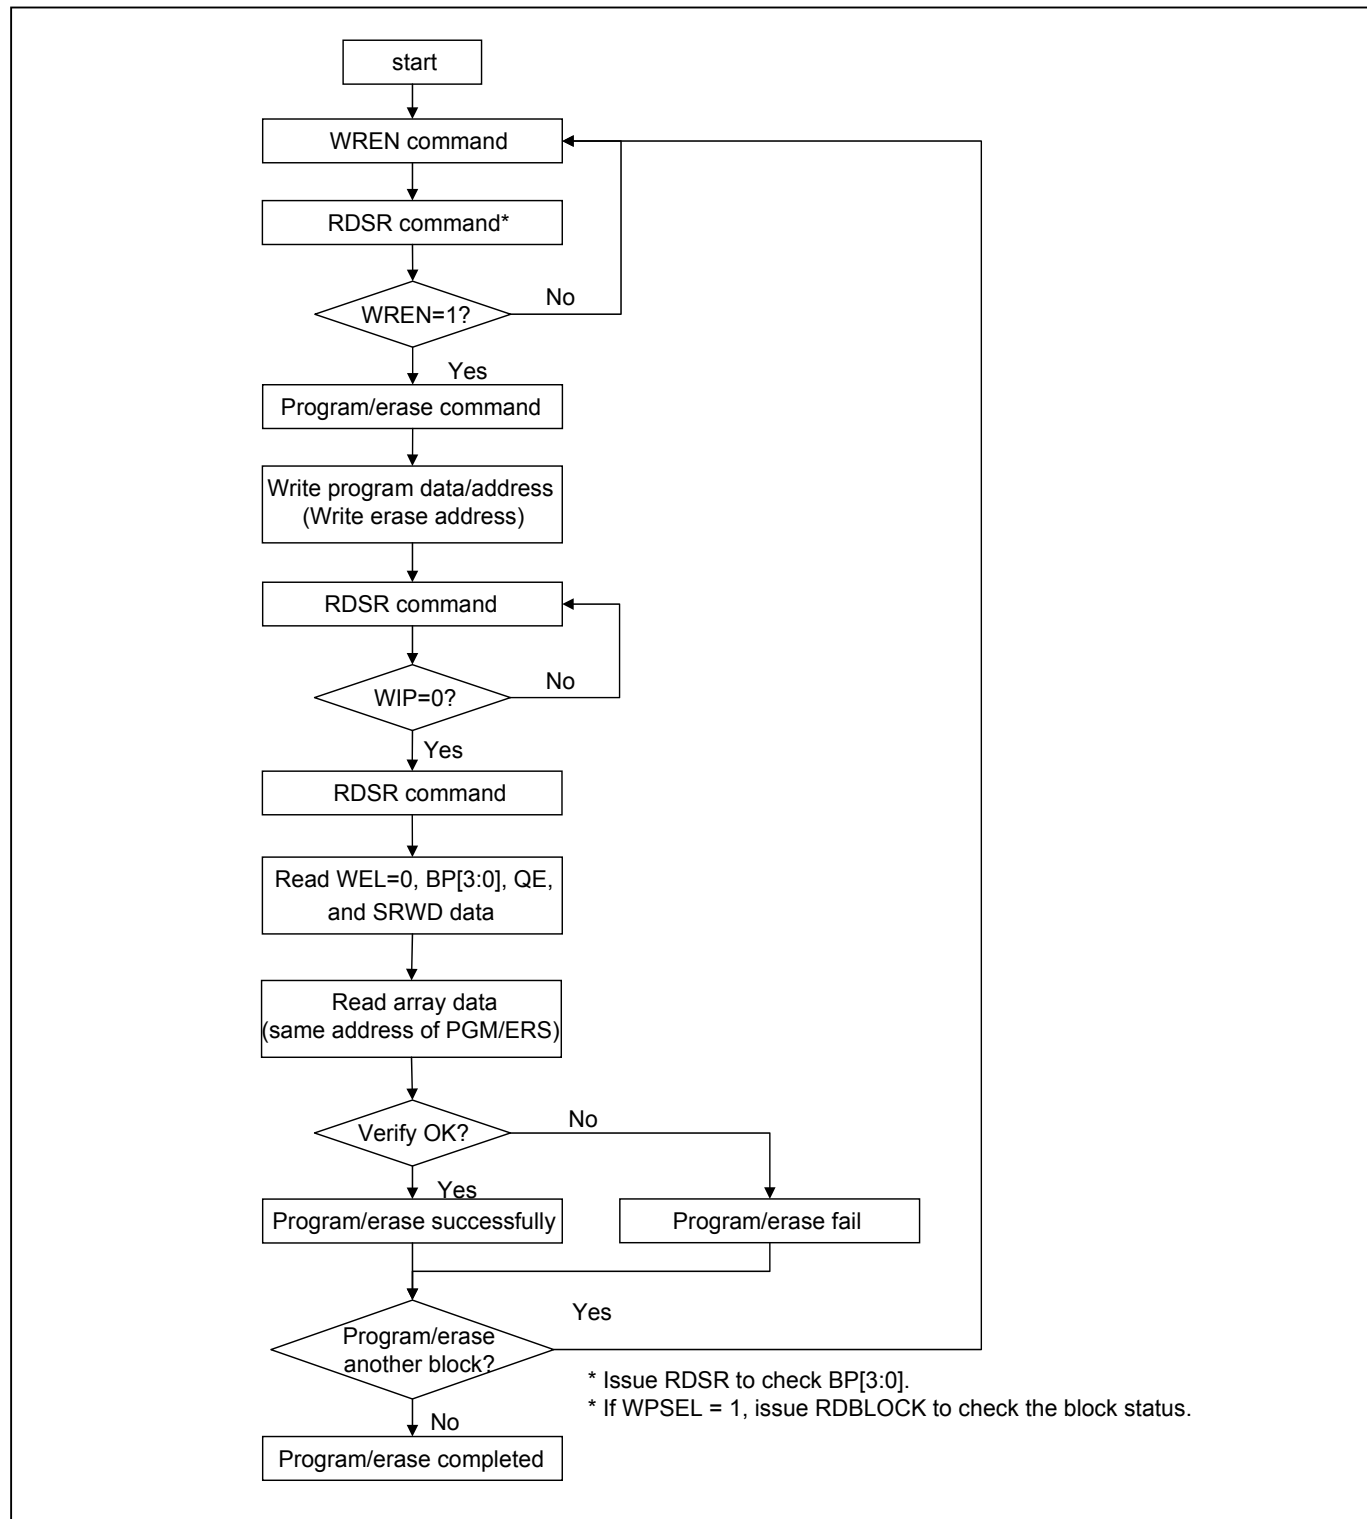 start
WREN command
RDSR command*
WREN=1?
No
Yes
Program/erase command
Write program data/address
(Write erase address)
RDSR command
WIP=0?
No
Yes
RDSR command
Read WEL=0, BP[3:0], QE,
and SRWD data
Read array data
(same address of PGM/ERS)
Verify OK?
No
Yes
Program/erase successfully
Program/erase fail
Yes
Program/erase
another block?
* Issue RDSR to check BP[3:0].
* If WPSEL = 1, issue RDBLOCK to check the block status.
No
Program/erase completed